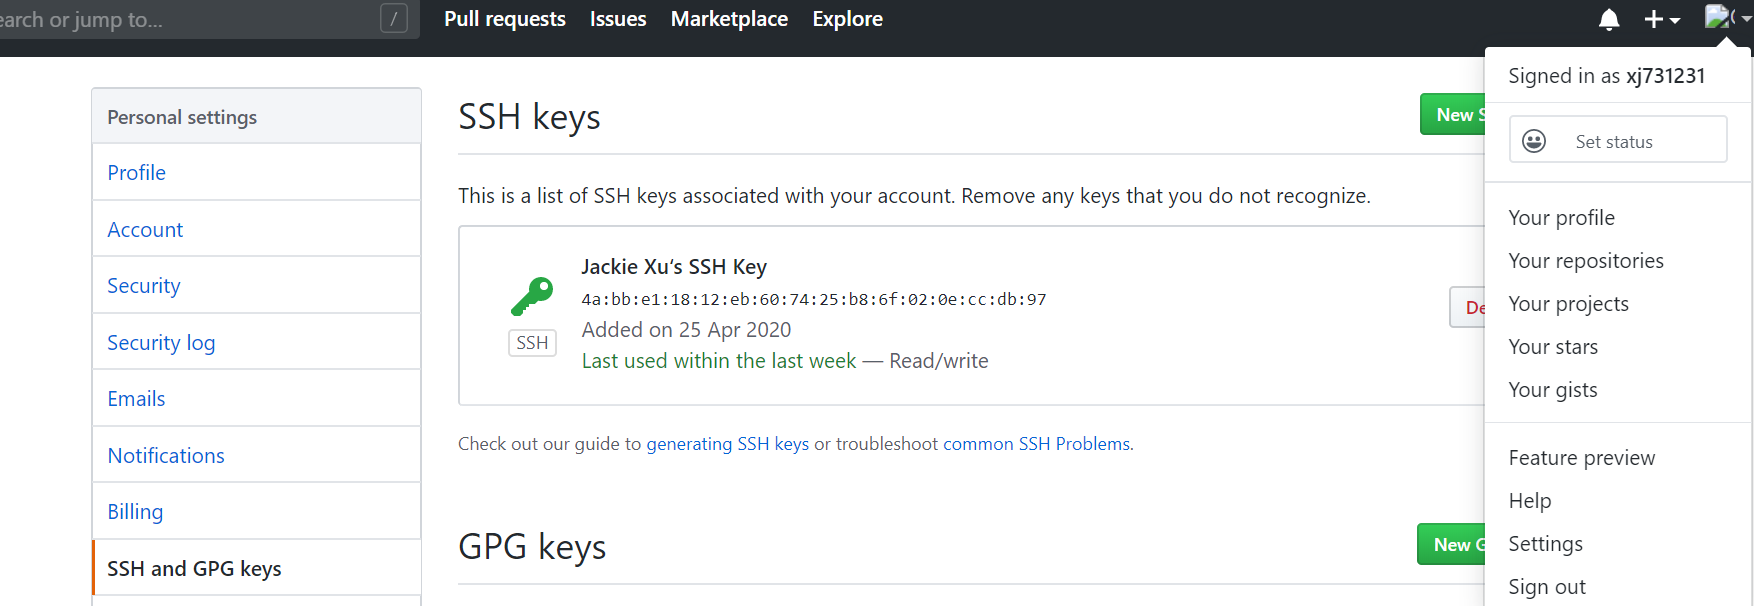 earch or jump to... /
Pull requests Issues Marketplace Explore
Signed in as xj731231
Set status
Your profile
Your repositories
Your projects
Your stars
Your gists
Feature preview
Help
Settings
Sign out
Personal settings
Profile
Account
Security
Security log
Emails
Notifications
Billing
SSH and GPG keys
SSH keys
New S
This is a list of SSH keys associated with your account. Remove any keys that you do not recognize.
Jackie Xu's SSH Key
4a:bb:e1:18:12:eb:60:74:25:b8:6f:02:0e:cc:db:97
Added on 25 Apr 2020
Last used within the last week — Read/write
SSH
De
Check out our guide to generating SSH keys or troubleshoot common SSH Problems.
GPG keys
New G